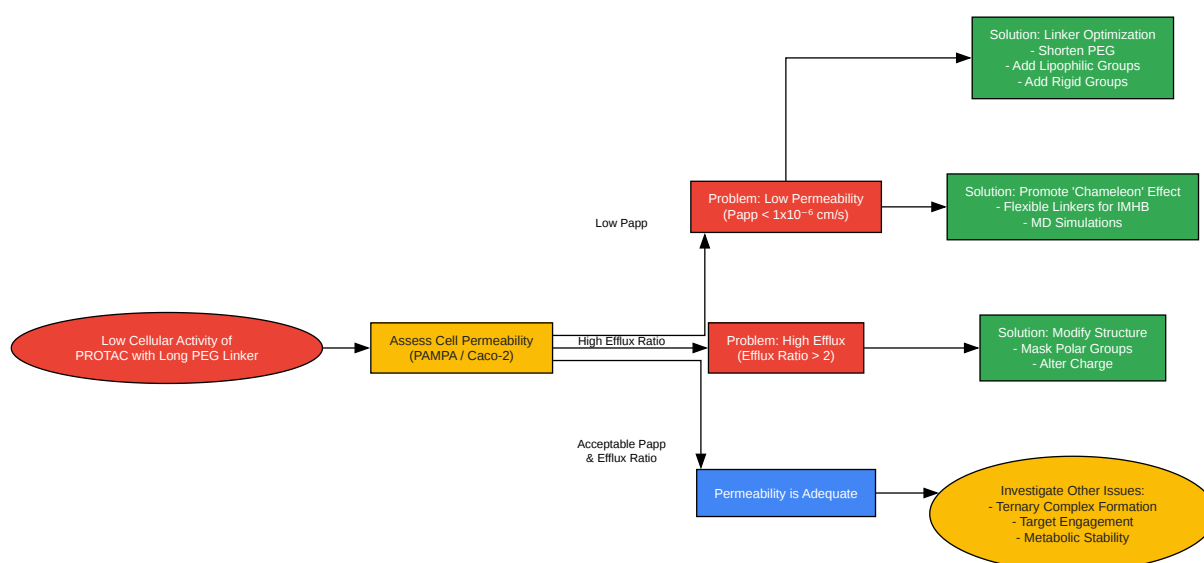 Solution: Linker Optimization
- Shorten PEG
- Add Lipophilic Groups
- Add Rigid Groups
Problem: Low Permeability
(Papp < 1x10⁻⁶ cm/s)
Solution: Promote 'Chameleon' Effect
- Flexible Linkers for IMHB
- MD Simulations
Low Papp
Low Cellular Activity of
PROTAC with Long PEG Linker
Assess Cell Permeability
(PAMPA / Caco-2)
High Efflux Ratio
Problem: High Efflux
(Efflux Ratio > 2)
Solution: Modify Structure
- Mask Polar Groups
- Alter Charge
Acceptable Papp
& Efflux Ratio
Permeability is Adequate
Investigate Other Issues:
- Ternary Complex Formation
- Target Engagement
- Metabolic Stability